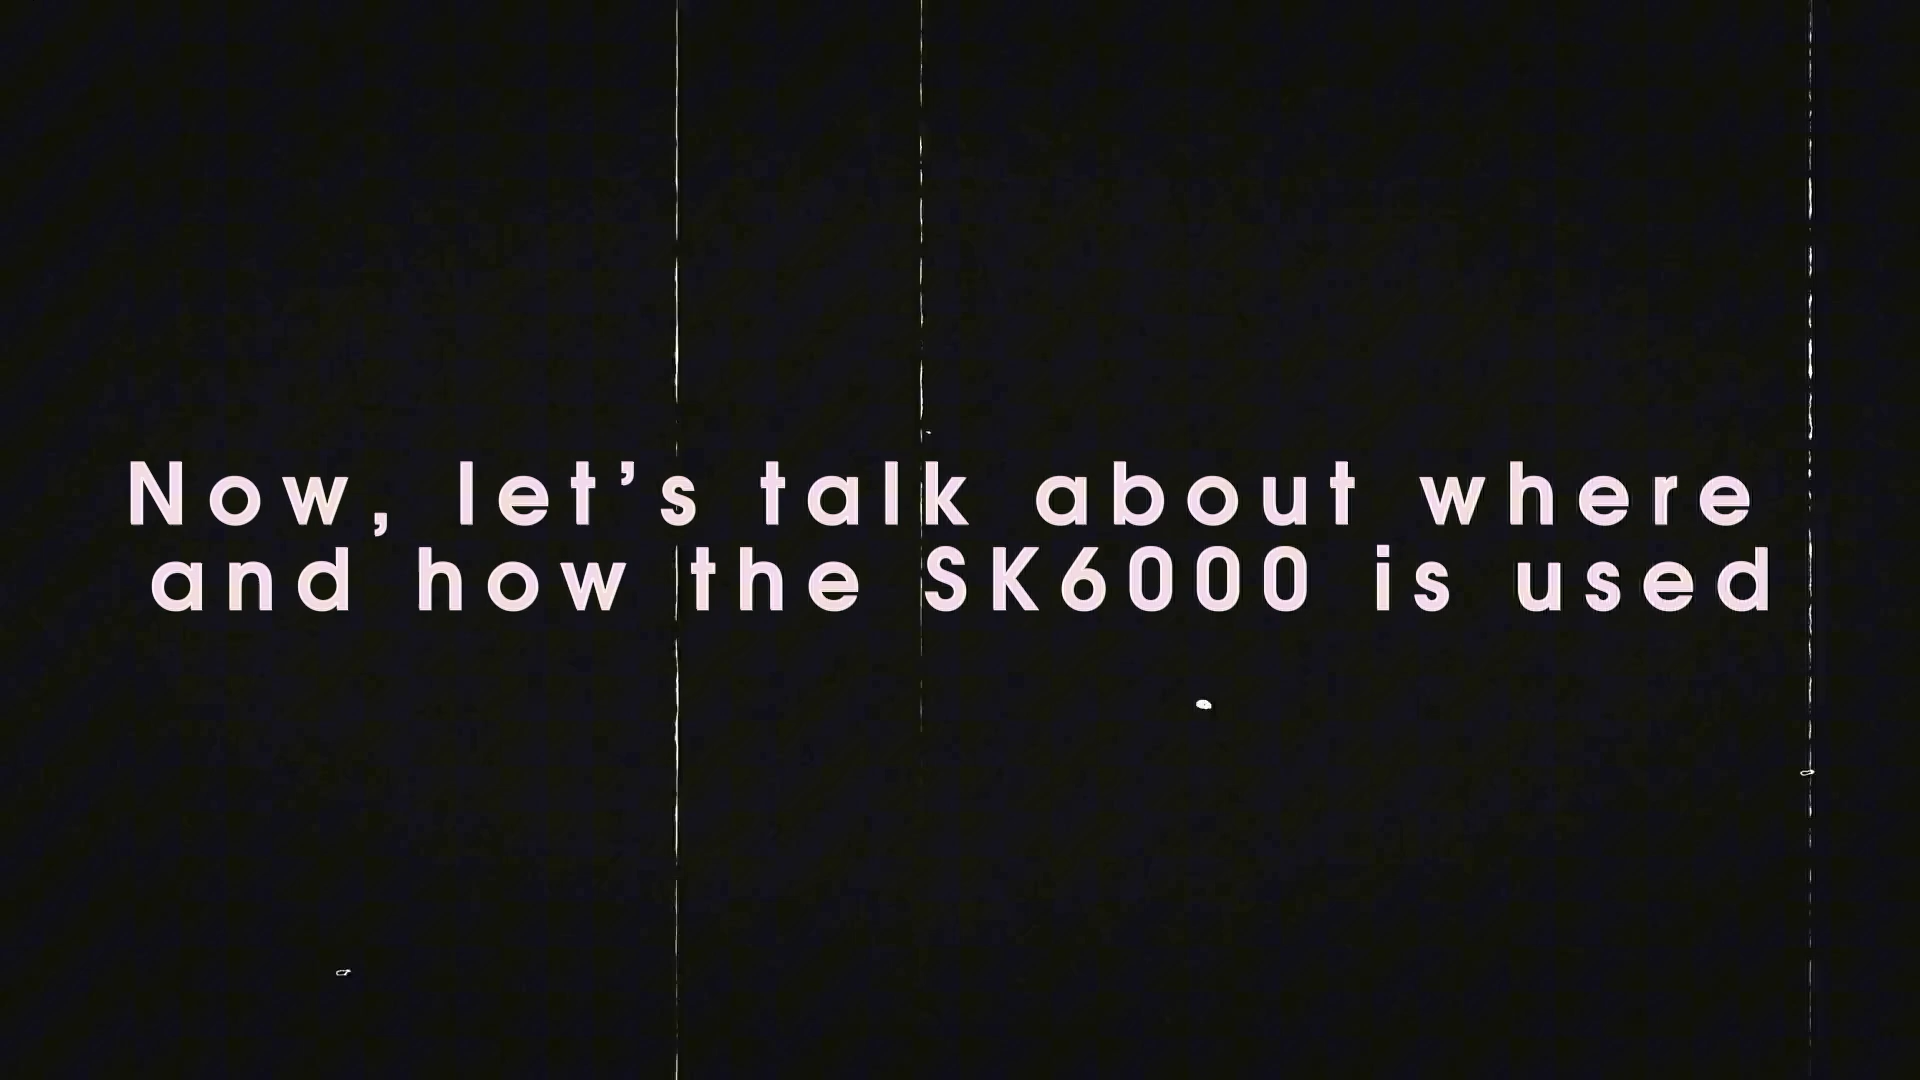 Now, let’s talk about where
and how the SK6000 is used